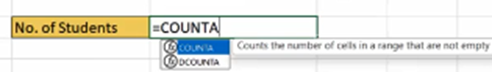 No. of Students =COUNTA
COUNTA Counts the number of cells in a range that are not empty
DCOUNTA